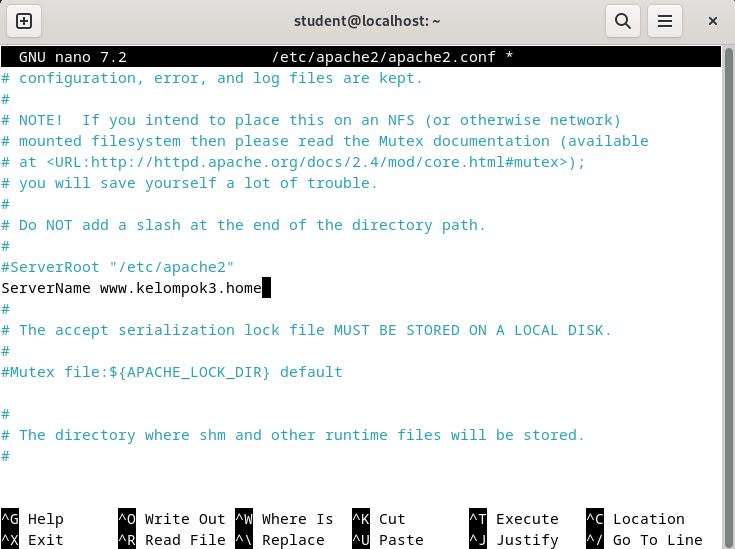 student@localhost: ~
GNU nano 7.2 /etc/apache2/apache2.conf *
# configuration, error, and log files are kept.
#
# NOTE!  If you intend to place this on an NFS (or otherwise network)
# mounted filesystem then please read the Mutex documentation (available
# at <URL:http://httpd.apache.org/docs/2.4/mod/core.html#mutex>);
# you will save yourself a lot of trouble.
#
# Do NOT add a slash at the end of the directory path.
#
#ServerRoot "/etc/apache2"
ServerName www.kelompok3.home
#
# The accept serialization lock file MUST BE STORED ON A LOCAL DISK.
#
#Mutex file:${APACHE_LOCK_DIR} default
#
# The directory where shm and other runtime files will be stored.
#
^G Help ^O Write Out ^W Where Is ^K Cut ^T Execute ^C Location
^X Exit ^R Read File ^\ Replace ^U Paste ^J Justify ^/ Go To Line